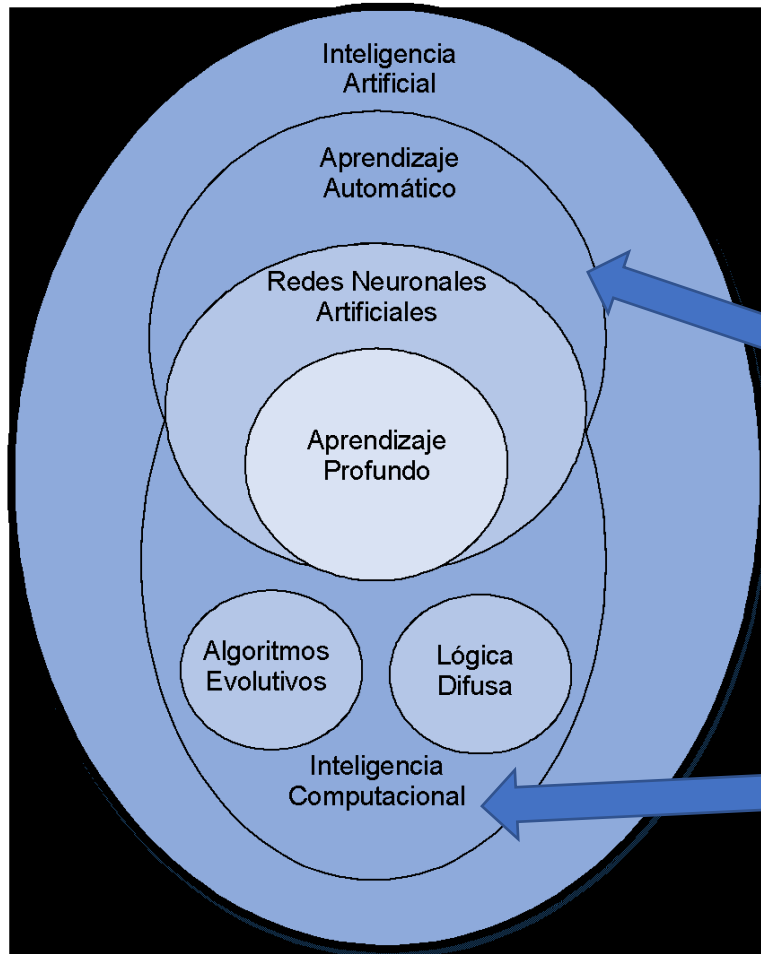 Inteligencia
Artificial
Aprendizaje
Automático
Redes Neuronales
Artificiales
Aprendizaje
Profundo
Algoritmos
Evolutivos
Lógica
Difusa
Inteligencia
Computacional